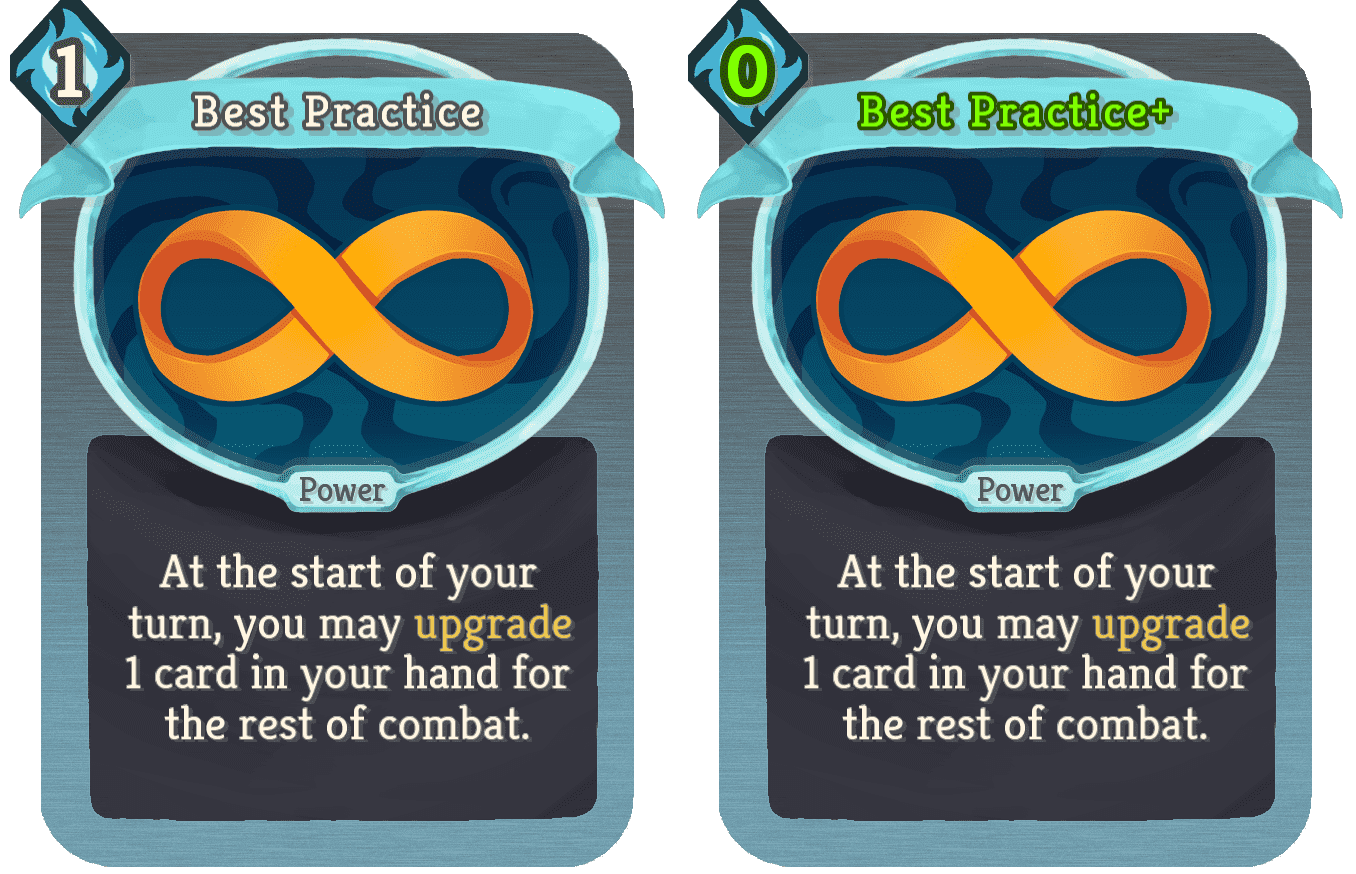 1
Best Practice
Power
At the start of your
turn, you may upgrade
1 card in your hand for
the rest of combat.
0
Best Practice+
Power
At the start of your
turn, you may upgrade
1 card in your hand for
the rest of combat.